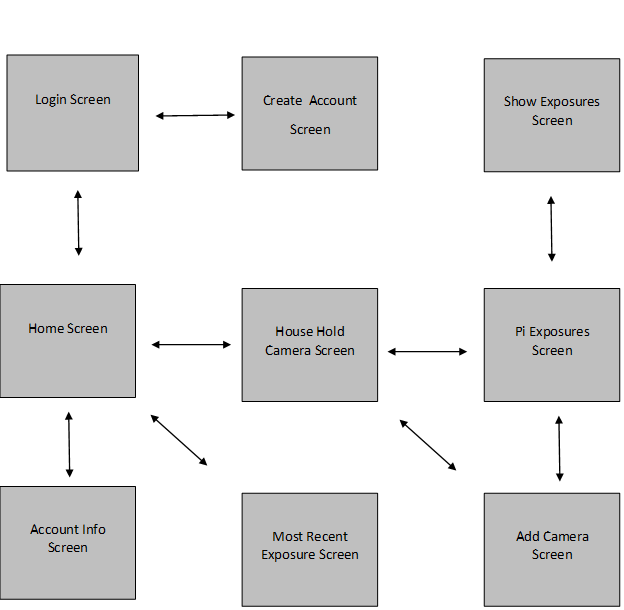 Login Screen
Create Account
Screen
Show Exposures
Screen
Home Screen
House Hold
Camera Screen
Pi Exposures
Screen
Account Info
Screen
Most Recent
Exposure Screen
Add Camera
Screen